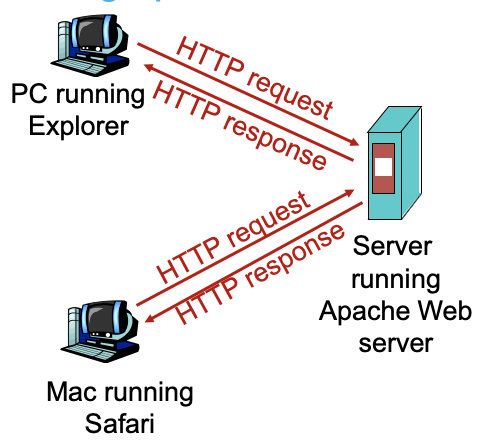 HTTP request
HTTP response
PC running
Explorer
HTTP request
HTTP response
Server
running
Apache Web
server
Mac running
Safari